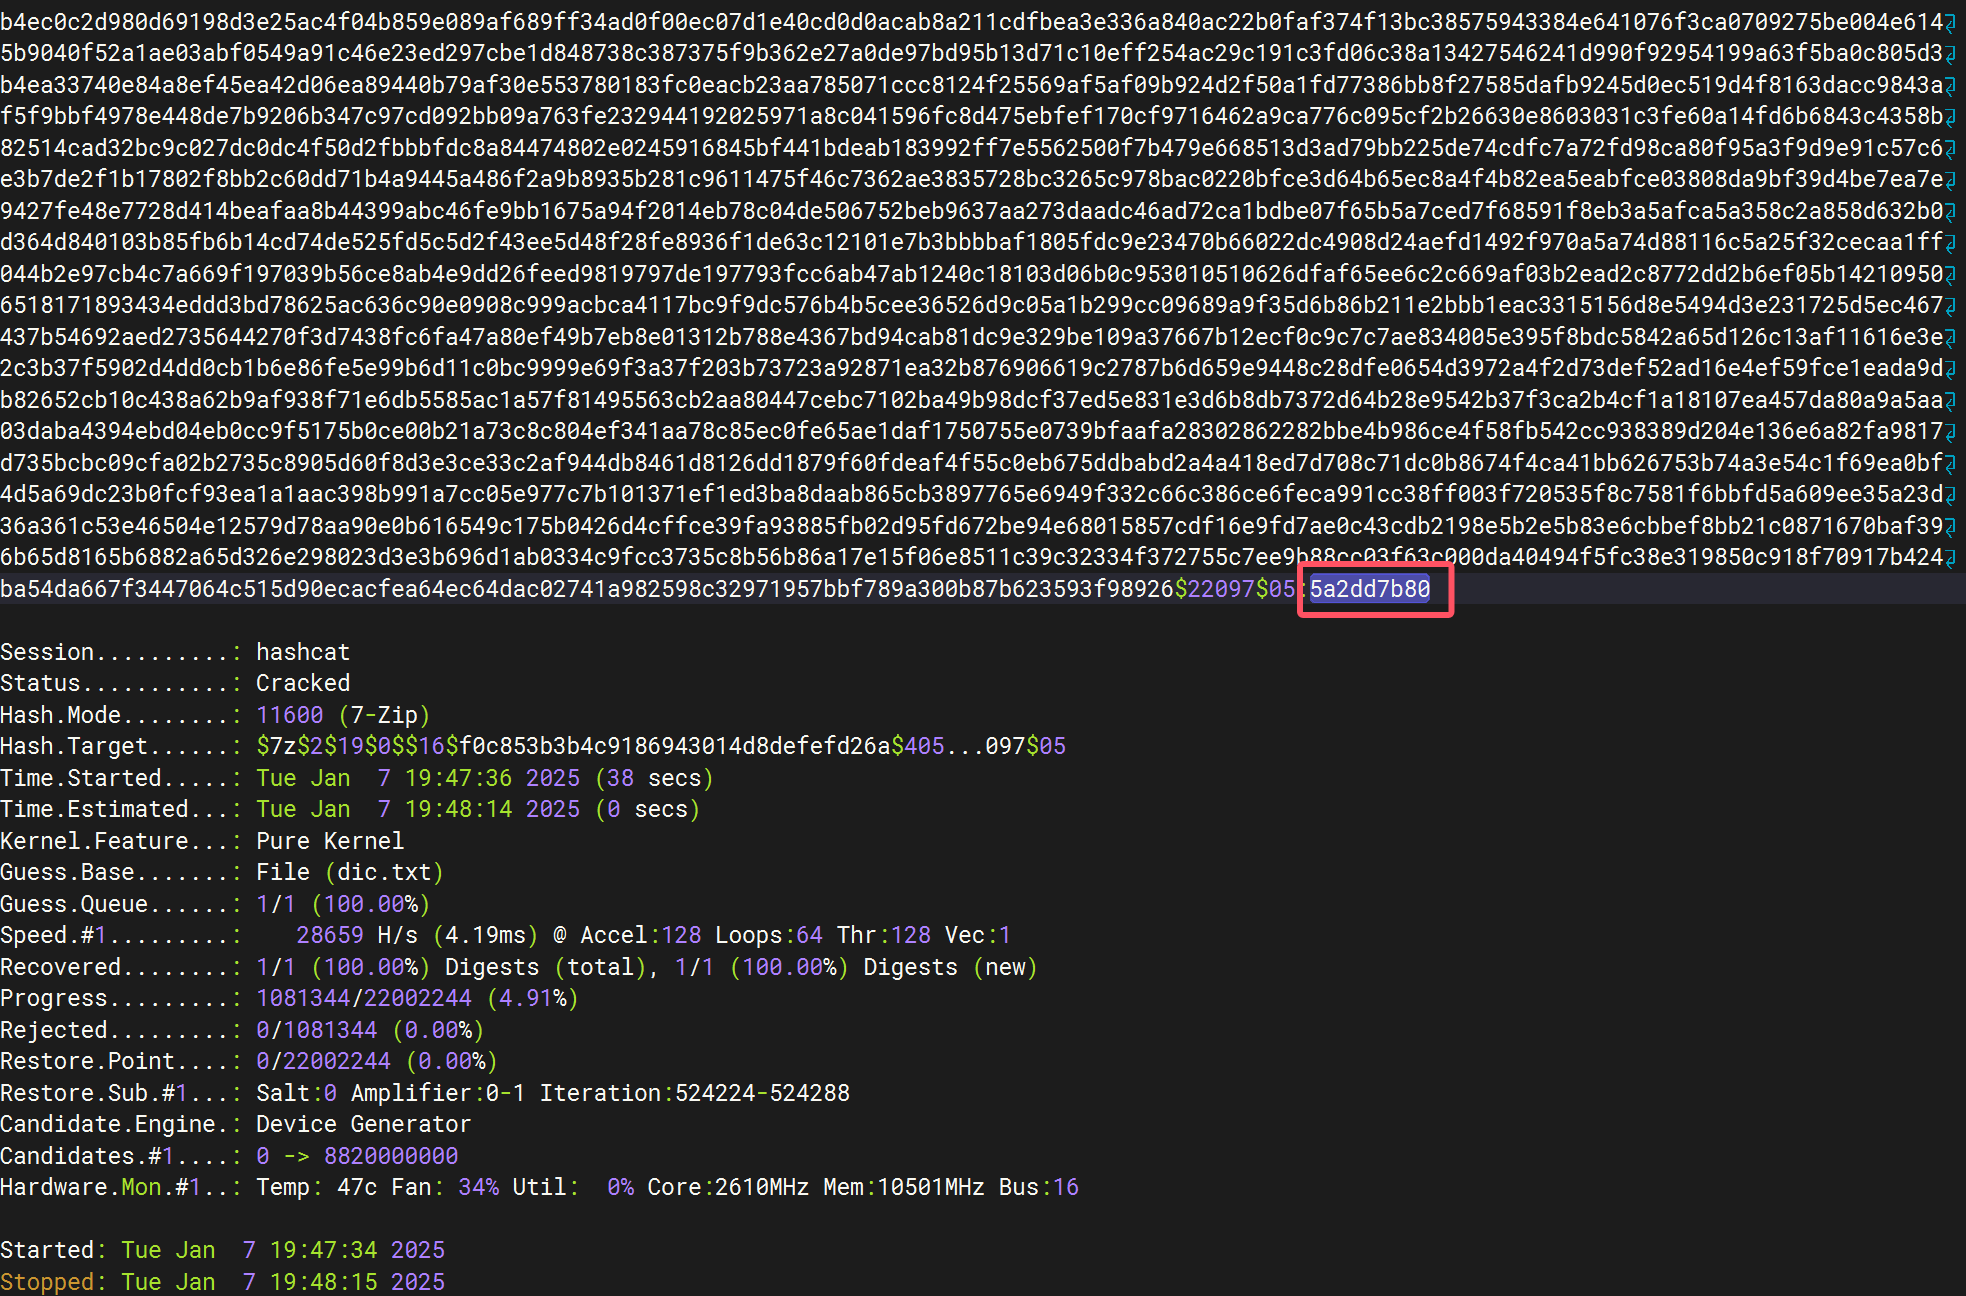 b4ec0c2d980d69198d3e25ac4f04b859e089af689ff34ad0f00ec07d1e40cd0d0acab8a211cdfbea3e336a840ac22b0faf374f13bc38575943384e641076f3ca0709275be004e614
5b9040f52a1ae03abf0549a91c46e23ed297cbe1d848738c387375f9b362e27a0de97bd95b13d71c10eff254ac29c191c3fd06c38a13427546241d990f92954199a63f5ba0c805d3
b4ea33740e84a8ef45ea42d06ea89440b79af30e553780183fc0eacb23aa785071ccc8124f25569af5af09b924d2f50a1fd77386bb8f27585dafb9245d0ec519d4f8163dacc9843a
f5f9bbf4978e448de7b9206b347c97cd092bb09a763fe232944192025971a8c041596fc8d475ebfef170cf9716462a9ca776c095cf2b26630e8603031c3fe60a14fd6b6843c4358b
82514cad32bc9c027dc0dc4f50d2fbbbfdc8a84474802e0245916845bf441bdeab183992ff7e5562500f7b479e668513d3ad79bb225de74cdfc7a72fd98ca80f95a3f9d9e91c57c6
e3b7de2f1b17802f8bb2c60dd71b4a9445a486f2a9b8935b281c9611475f46c7362ae3835728bc3265c978bac0220bfce3d64b65ec8a4f4b82ea5eabfce03808da9bf39d4be7ea7e
9427fe48e7728d414beafaa8b44399abc46fe9bb1675a94f2014eb78c04de506752beb9637aa273daadc46ad72ca1bdbe07f65b5a7ced7f68591f8eb3a5afca5a358c2a858d632b0
d364d840103b85fb6b14cd74de525fd5c5d2f43ee5d48f28fe8936f1de63c12101e7b3bbbbaf1805fdc9e23470b66022dc4908d24aefd1492f970a5a74d88116c5a25f32cecaa1ff
044b2e97cb4c7a669f197039b56ce8ab4e9dd26feed9819797de197793fcc6ab47ab1240c18103d06b0c953010510626dfaf65ee6c2c669af03b2ead2c8772dd2b6ef05b14210950
6518171893434eddd3bd78625ac636c90e0908c999acbca4117bc9f9dc576b4b5cee36526d9c05a1b299cc09689a9f35d6b86b211e2bbb1eac3315156d8e5494d3e231725d5ec467
437b54692aed2735644270f3d7438fc6fa47a80ef49b7eb8e01312b788e4367bd94cab81dc9e329be109a37667b12ecf0c9c7c7ae834005e395f8bdc5842a65d126c13af11616e3e
2c3b37f5902d4dd0cb1b6e86fe5e99b6d11c0bc9999e69f3a37f203b73723a92871ea32b876906619c2787b6d659e9448c28dfe0654d3972a4f2d73def52ad16e4ef59fce1eada9d
b82652cb10c438a62b9af938f71e6db5585ac1a57f81495563cb2aa80447cebc7102ba49b98dcf37ed5e831e3d6b8db7372d64b28e9542b37f3ca2b4cf1a18107ea457da80a9a5aa
03daba4394ebd04eb0cc9f5175b0ce00b21a73c8c804ef341aa78c85ec0fe65ae1daf1750755e0739bfaafa28302862282bbe4b986ce4f58fb542cc938389d204e136e6a82fa9817
d735bcbc09cfa02b2735c8905d60f8d3e3ce33c2af944db8461d8126dd1879f60fdeaf4f55c0eb675ddbabd2a4a418ed7d708c71dc0b8674f4ca41bb626753b74a3e54c1f69ea0bf
4d5a69dc23b0fcf93ea1a1aac398b991a7cc05e977c7b101371ef1ed3ba8daab865cb3897765e6949f332c66c386ce6feca991cc38ff003f720535f8c7581f6bbfd5a609ee35a23d
36a361c53e46504e12579d78aa90e0b616549c175b0426d4cffce39fa93885fb02d95fd672be94e68015857cdf16e9fd7ae0c43cdb2198e5b2e5b83e6cbbef8bb21c0871670baf39
6b65d8165b6882a65d326e298023d3e3b696d1ab0334c9fcc3735c8b56b86a17e15f06e8511c39c32334f372755c7ee9b88cc03f63c000da40494f5fc38e319850c918f70917b424
ba54da667f3447064c515d90ecacfea64ec64dac02741a982598c32971957bbf789a300b87b623593f98926$22097$05:5a2dd7b80
Session..........: hashcat
Status...........: Cracked
Hash.Mode........: 11600 (7-Zip)
Hash.Target......: $7z$2$19$0$$16$f0c853b3b4c9186943014d8defefd26a$405...097$05
Time.Started.....: Tue Jan  7 19:47:36 2025 (38 secs)
Time.Estimated...: Tue Jan  7 19:48:14 2025 (0 secs)
Kernel.Feature...: Pure Kernel
Guess.Base.......: File (dic.txt)
Guess.Queue......: 1/1 (100.00%)
Speed.#1.........:    28659 H/s (4.19ms) @ Accel:128 Loops:64 Thr:128 Vec:1
Recovered........: 1/1 (100.00%) Digests (total), 1/1 (100.00%) Digests (new)
Progress.........: 1081344/22002244 (4.91%)
Rejected.........: 0/1081344 (0.00%)
Restore.Point....: 0/22002244 (0.00%)
Restore.Sub.#1...: Salt:0 Amplifier:0-1 Iteration:524224-524288
Candidate.Engine.: Device Generator
Candidates.#1....: 0 -> 8820000000
Hardware.Mon.#1..: Temp: 47c Fan: 34% Util:  0% Core:2610MHz Mem:10501MHz Bus:16
Started: Tue Jan  7 19:47:34 2025
Stopped: Tue Jan  7 19:48:15 2025